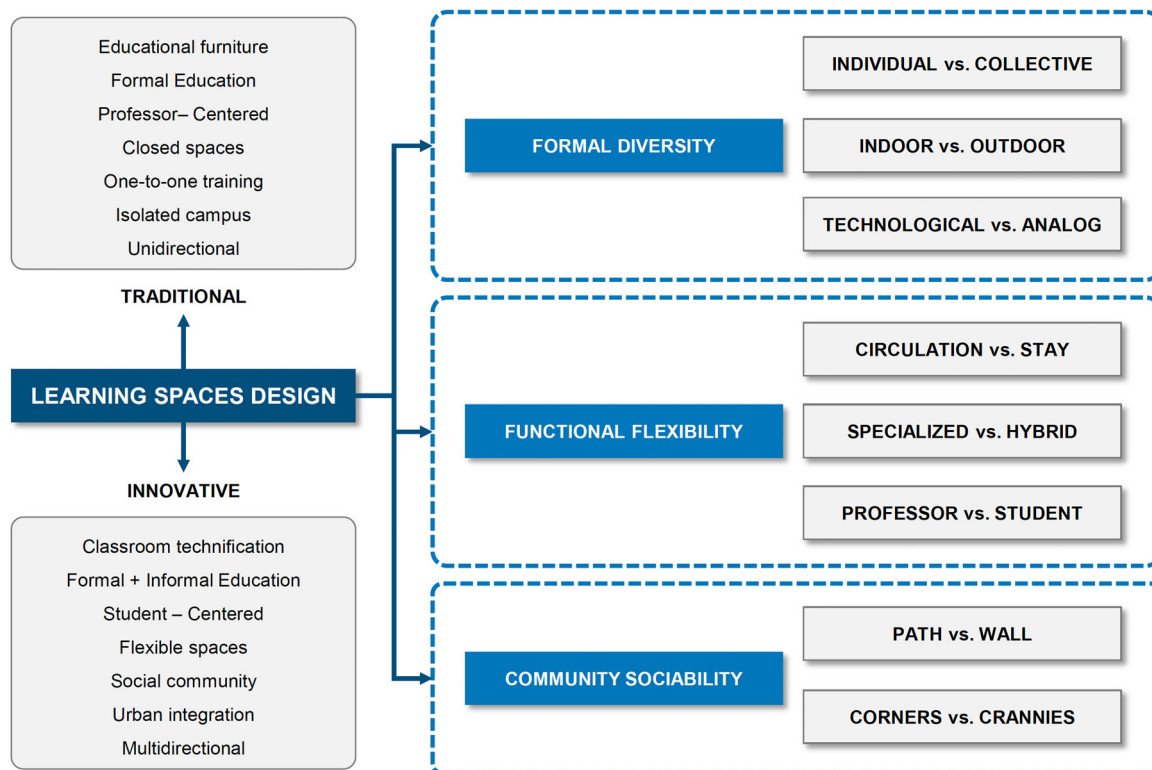 Educational furniture
Formal Education
Professor– Centered
Closed spaces
One-to-one training
Isolated campus
Unidirectional
TRADITIONAL
LEARNING SPACES DESIGN
INNOVATIVE
Classroom technification
Formal + Informal Education
Student – Centered
Flexible spaces
Social community
Urban integration
Multidirectional
FORMAL DIVERSITY
INDIVIDUAL vs. COLLECTIVE
INDOOR vs. OUTDOOR
TECHNOLOGICAL vs. ANALOG
FUNCTIONAL FLEXIBILITY
CIRCULATION vs. STAY
SPECIALIZED vs. HYBRID
PROFESSOR vs. STUDENT
COMMUNITY SOCIABILITY
PATH vs. WALL
CORNERS vs. CRANNIES